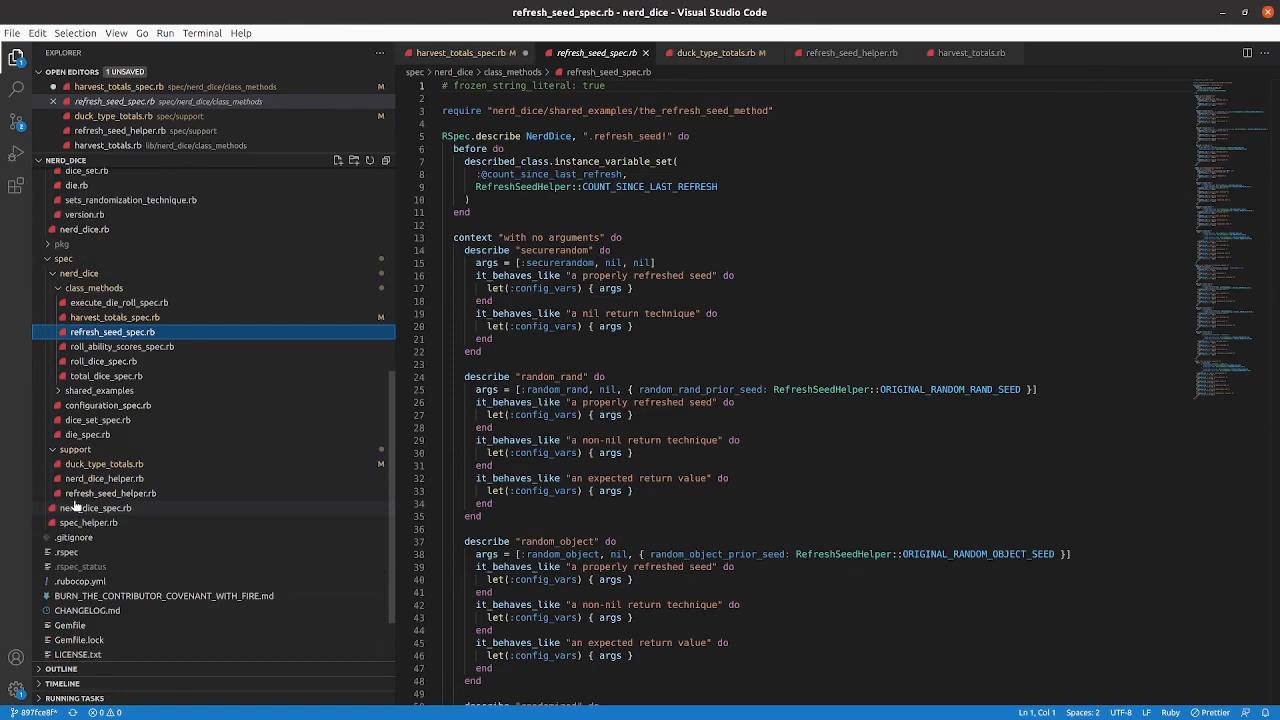 refresh_seed_spec.rb - nerd_dice - Visual Studio Code
File Edit Selection View Go Run Terminal Help
EXPLORER
OPEN EDITORS 1 UNSAVED
harvest_totals_spec.rb spec/nerd_dice/class_methods M
refresh_seed_spec.rb spec/nerd_dice/class_methods
duck_type_totals.rb spec/support M
refresh_seed_helper.rb spec/support
harvest_totals.rb lib/nerd_dice/class_methods
NERD_DICE
dice_set.rb
die.rb
sets_randomization_technique.rb
version.rb
nerd_dice.rb
pkg
spec
nerd_dice
class_methods
execute_die_roll_spec.rb
harvest_totals_spec.rb M
refresh_seed_spec.rb
roll_ability_scores_spec.rb
roll_dice_spec.rb
total_dice_spec.rb
shared_examples
configuration_spec.rb
dice_set_spec.rb
die_spec.rb
support
duck_type_totals.rb M
nerd_dice_helper.rb
refresh_seed_helper.rb
nerd_dice_spec.rb
spec_helper.rb
.gitignore
.rspec
.rspec_status
.rubocop.yml
BURN_THE_CONTRIBUTOR_COVENANT_WITH_FIRE.md
CHANGELOG.md
Gemfile
Gemfile.lock
LICENSE.txt
OUTLINE
TIMELINE
RUNNING TASKS
harvest_totals_spec.rb M refresh_seed_spec.rb duck_type_totals.rb M refresh_seed_helper.rb harvest_totals.rb
spec > nerd_dice > class_methods > refresh_seed_spec.rb
1 # frozen_string_literal: true
2
3 require "nerd_dice/shared_examples/the_refresh_seed_method"
4
5 RSpec.describe NerdDice, ".refresh_seed!" do
6 before do
7 described_class.instance_variable_set(
8 :@count_since_last_refresh,
9 RefreshSeedHelper::COUNT_SINCE_LAST_REFRESH
10 )
11 end
12
13 context "no arguments" do
14 describe "securerandom" do
15 args = [:securerandom, nil, nil]
16 it_behaves_like "a properly refreshed seed" do
17 let(:config_vars) { args }
18 end
19 it_behaves_like "a nil return technique" do
20 let(:config_vars) { args }
21 end
22 end
23
24 describe "random_rand" do
25 args = [:random_rand, nil, { random_rand_prior_seed: RefreshSeedHelper::ORIGINAL_RANDOM_RAND_SEED }]
26 it_behaves_like "a properly refreshed seed" do
27 let(:config_vars) { args }
28 end
29 it_behaves_like "a non-nil return technique" do
30 let(:config_vars) { args }
31 end
32 it_behaves_like "an expected return value" do
33 let(:config_vars) { args }
34 end
35 end
36
37 describe "random_object" do
38 args = [:random_object, nil, { random_object_prior_seed: RefreshSeedHelper::ORIGINAL_RANDOM_OBJECT_SEED }]
39 it_behaves_like "a properly refreshed seed" do
40 let(:config_vars) { args }
41 end
42 it_behaves_like "a non-nil return technique" do
43 let(:config_vars) { args }
44 end
45 it_behaves_like "an expected return value" do
46 let(:config_vars) { args }
47 end
48 end
49
897fce8f* 0 0 Ln 1, Col 1 Spaces: 2 UTF-8 LF Ruby Prettier